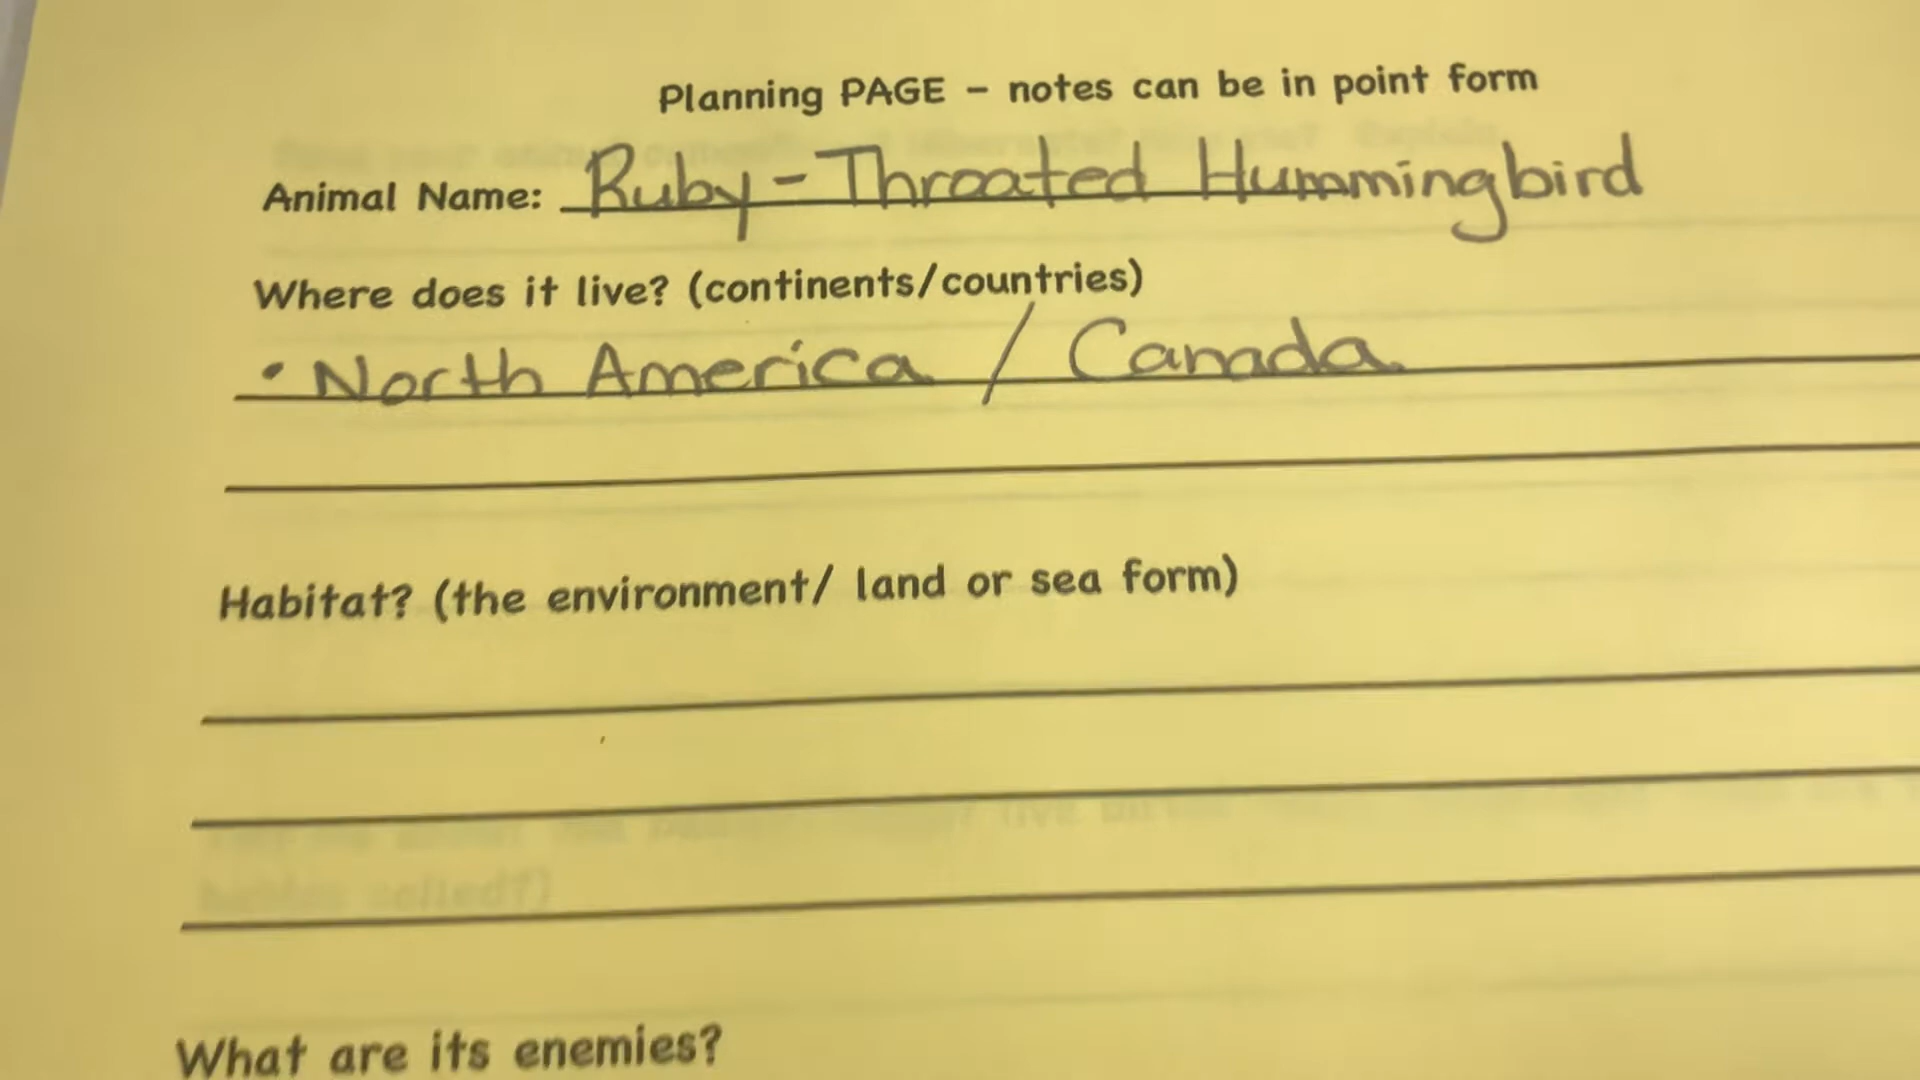 Planning PAGE - notes can be in point form
Animal Name: Ruby-Throated Hummingbird
Where does it live? (continents/countries)
• North America / Canada
Habitat? (the environment/ land or sea form)
What are its enemies?